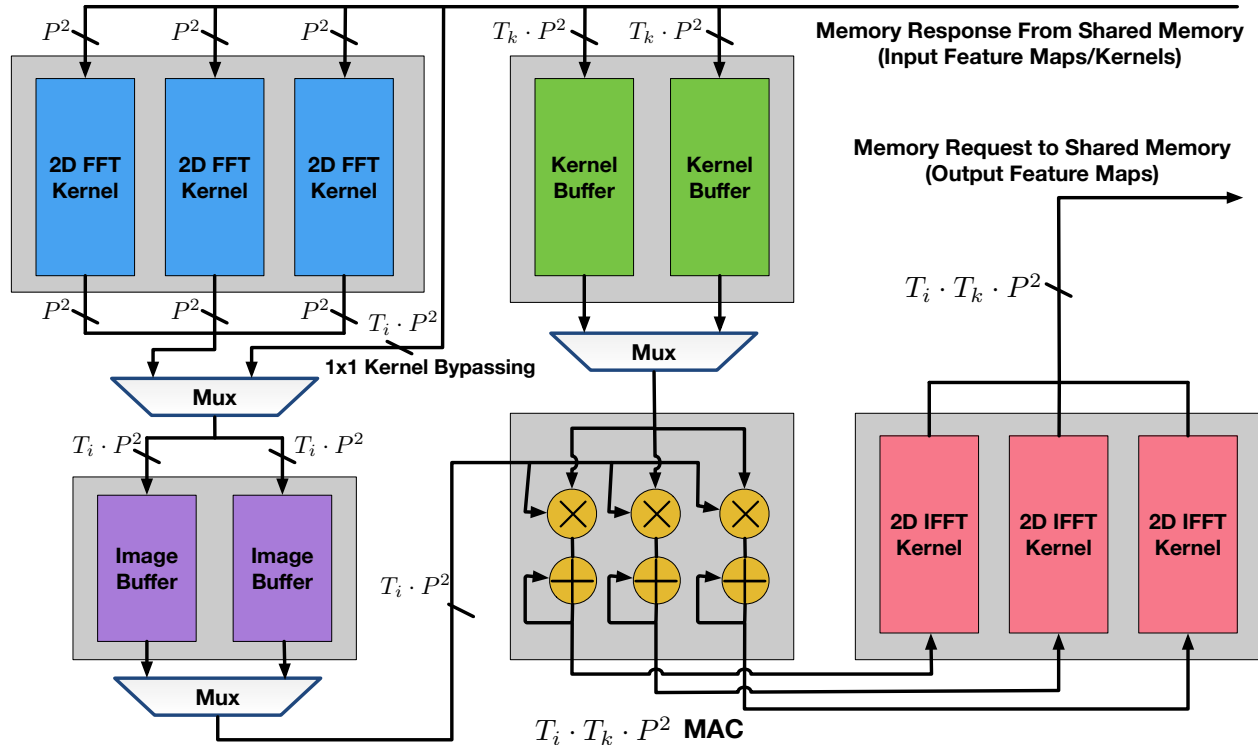 P² P² P² T_k · P² T_k · P²
Memory Response From Shared Memory
(Input Feature Maps/Kernels)
2D FFT
Kernel
2D FFT
Kernel
2D FFT
Kernel
Kernel
Buffer
Kernel
Buffer
Memory Request to Shared Memory
(Output Feature Maps)
P² P² P² T_i · P²
T_i · T_k · P²
1x1 Kernel Bypassing
Mux
Mux
T_i · P² T_i · P²
Image
Buffer
Image
Buffer
T_i · P²
2D IFFT
Kernel
2D IFFT
Kernel
2D IFFT
Kernel
Mux
T_i · T_k · P² MAC